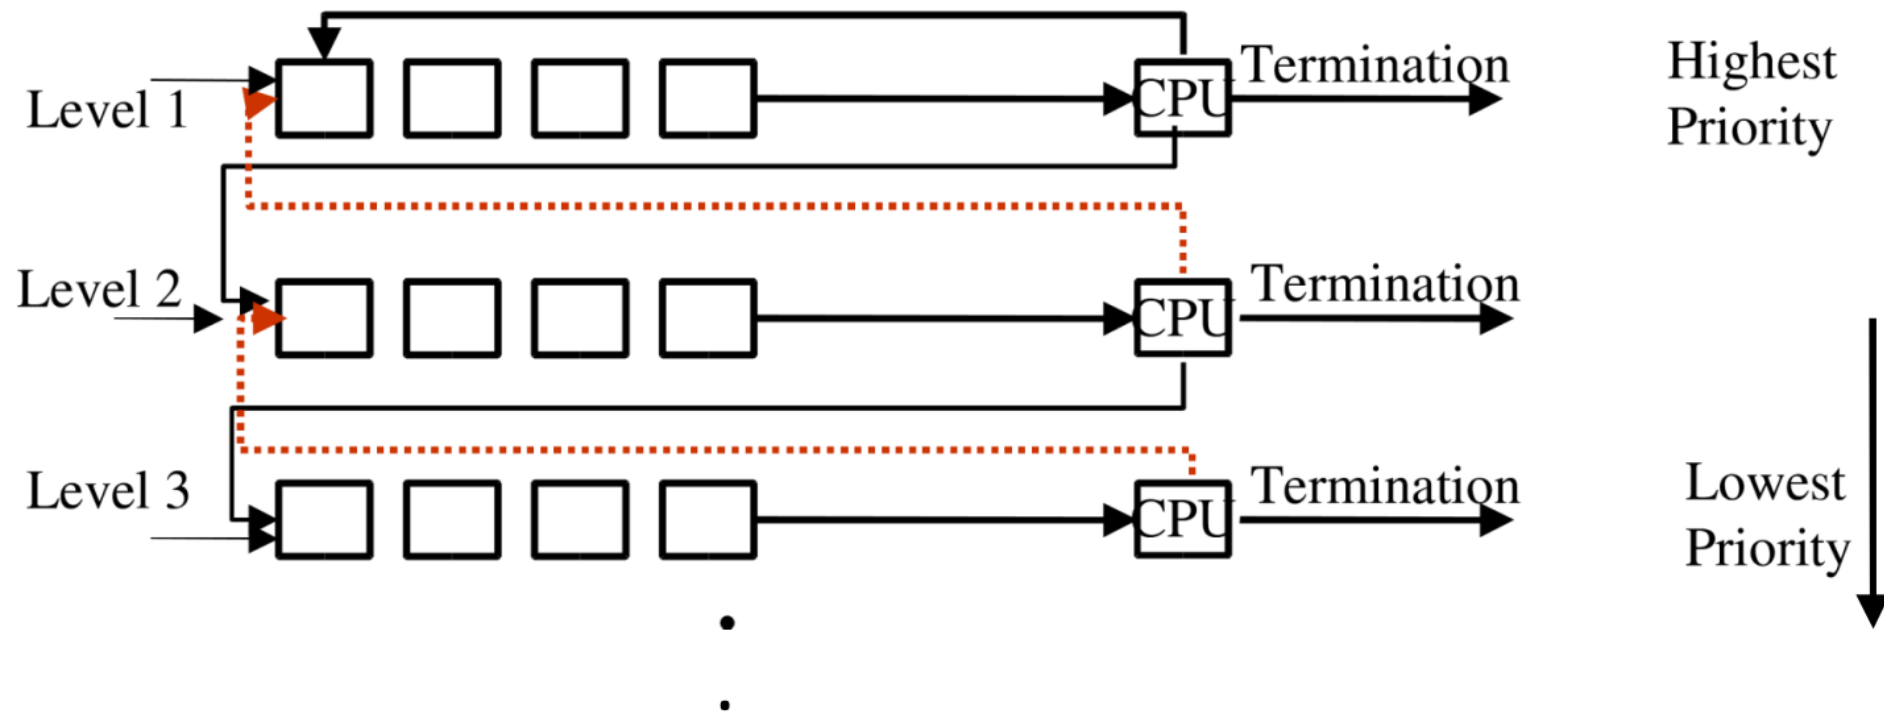 Level 1
CPU
Termination
Highest
Priority
Level 2
CPU
Termination
Level 3
CPU
Termination
Lowest
Priority